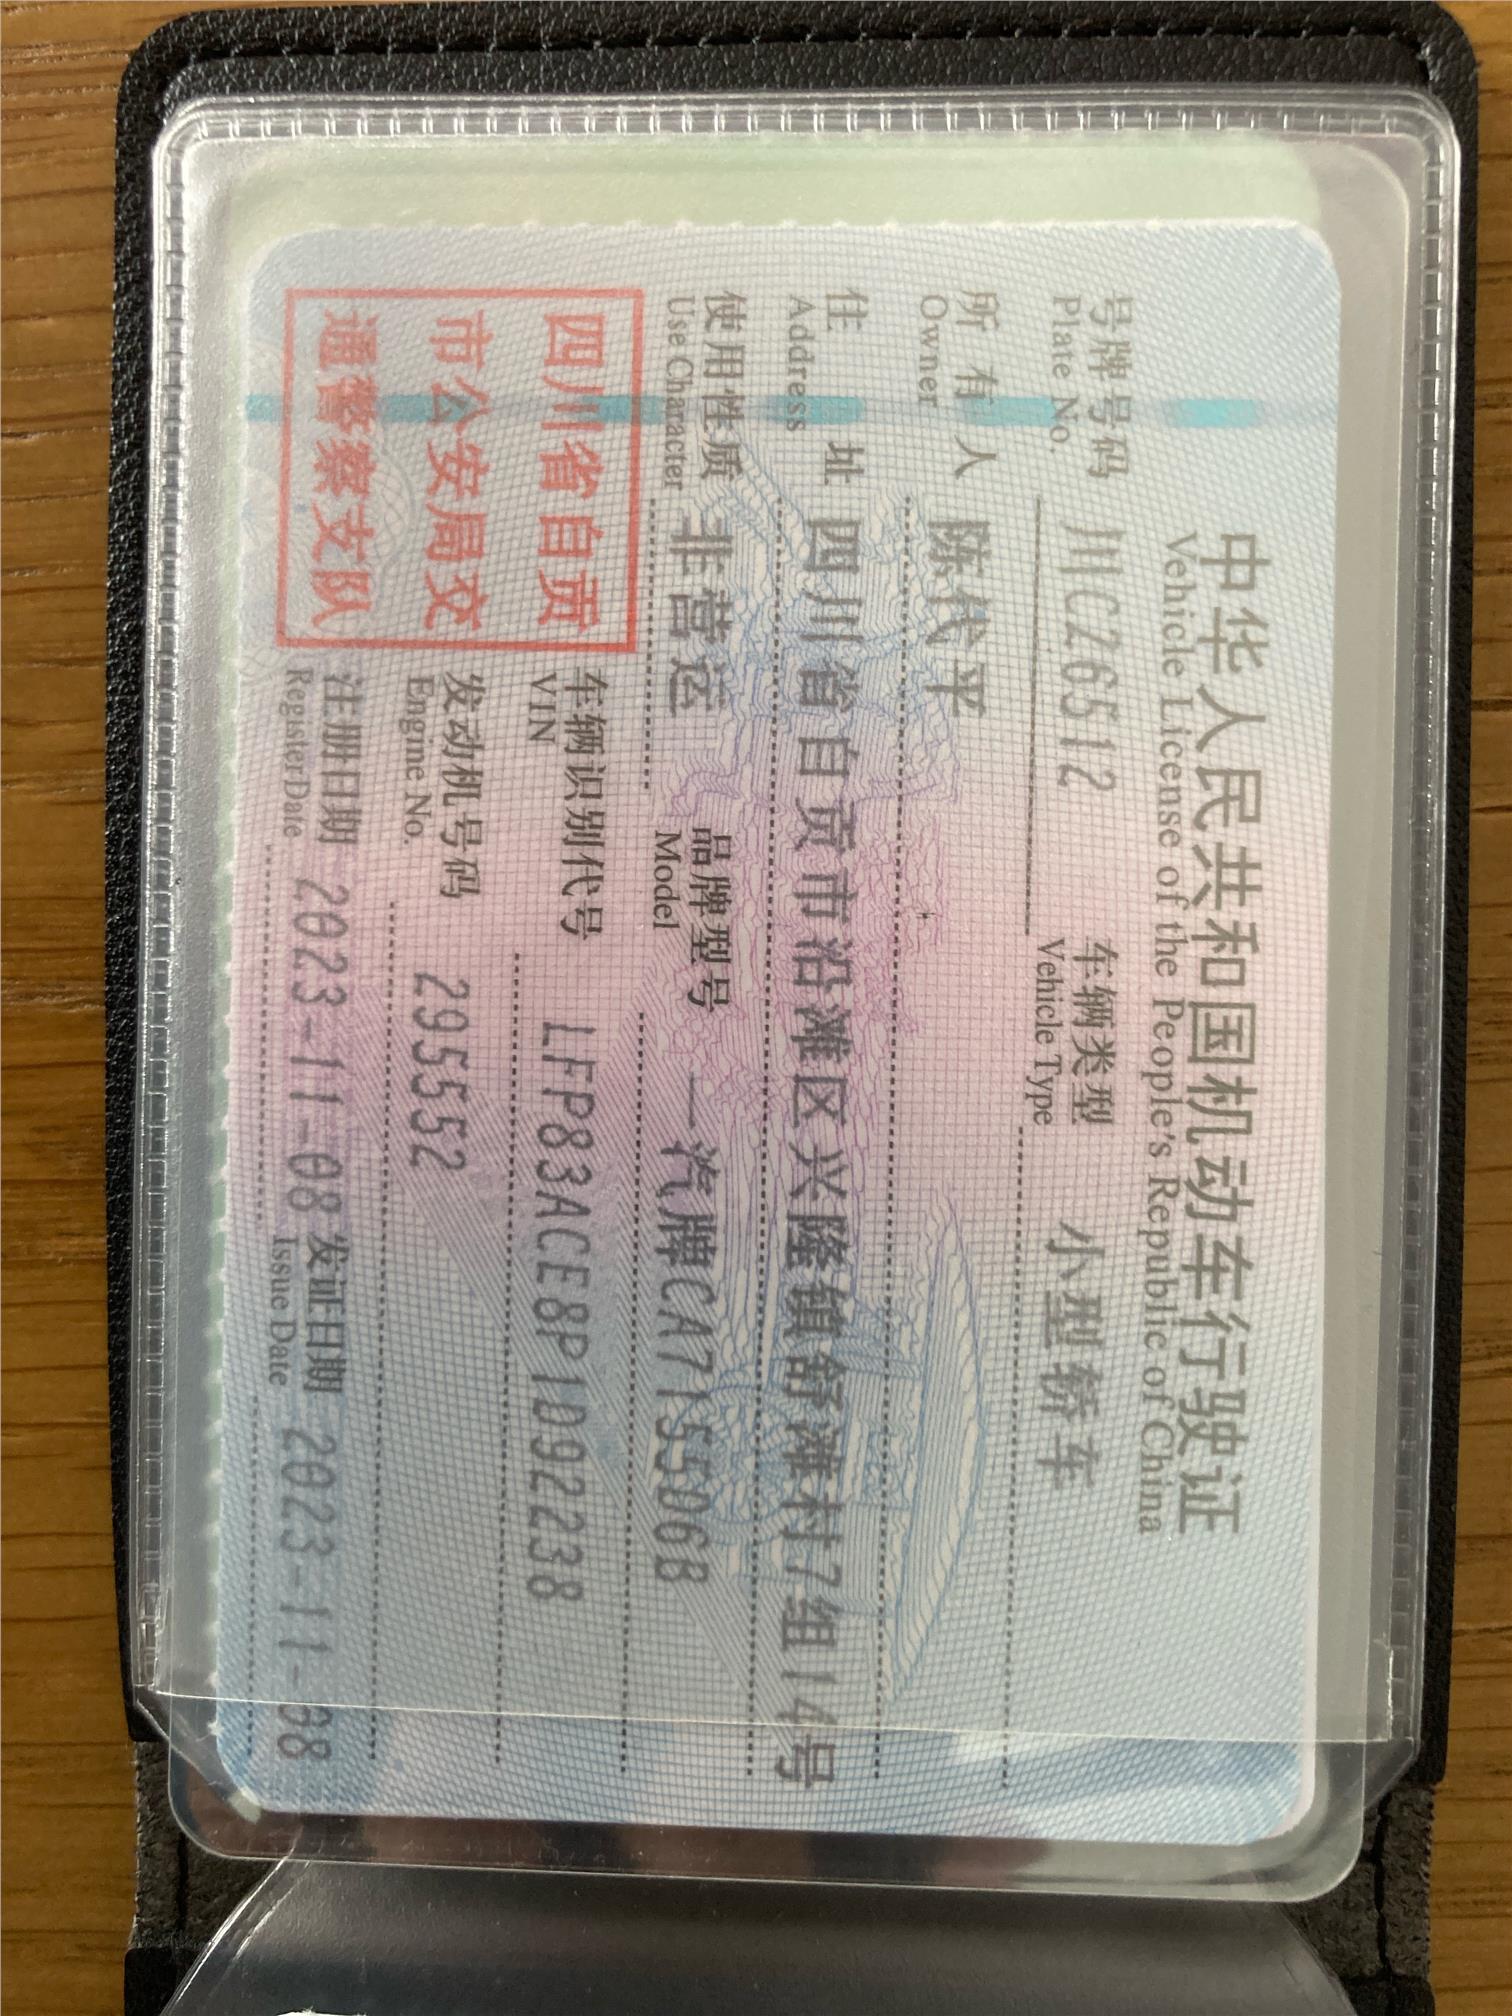 中华人民共和国机动车行驶证
Vehicle License of the People's Republic of China
号牌号码 川CZ6512 车辆类型 小型轿车
Plate No. Vehicle Type
所有人 陈代平
Owner
住址 四川省自贡市沿滩区兴隆镇舒滩村7组14号
Address
使用性质 非营运 品牌型号 一汽牌CA7155D6B
Use Character Model
四川省自贡
市公安局交
通警察支队
车辆识别代号 LFP83ACE8P1D92238
VIN
发动机号码 295552
Engine No.
注册日期 2023-11-08 发证日期 2023-11-08
Register Date Issue Date